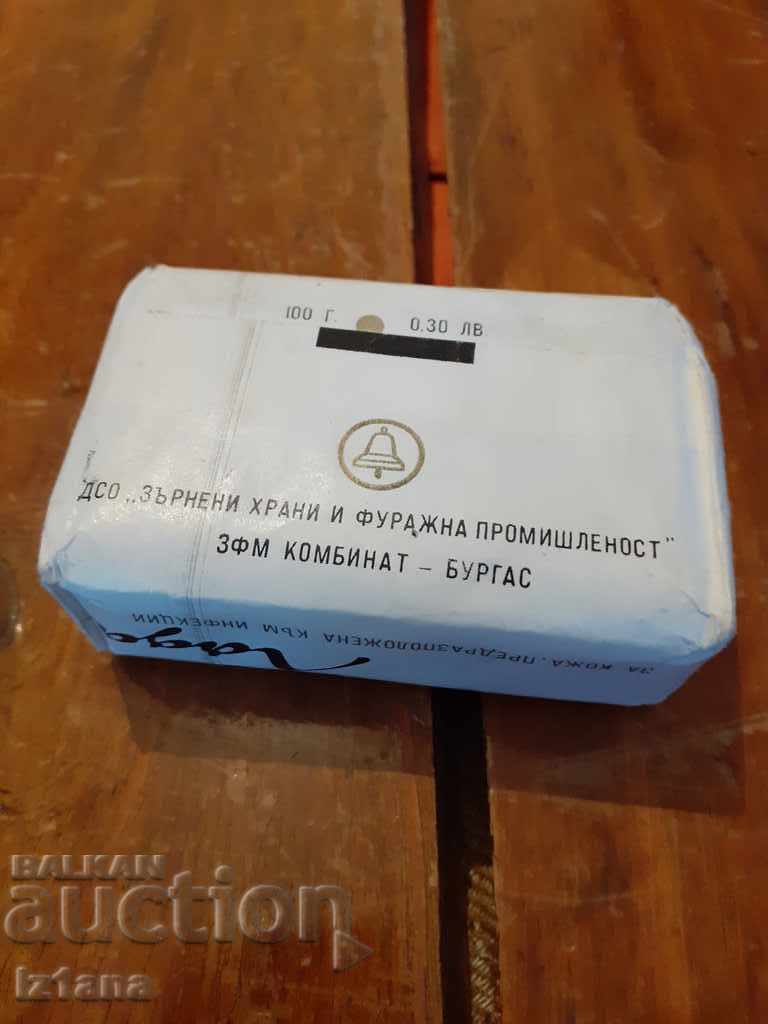 100 Г. 0.30 ЛВ
ДСО „ЗЪРНЕНИ ХРАНИ И ФУРАЖНА ПРОМИШЛЕНОСТ"
ЗФМ КОМБИНАТ – БУРГАС
ЗА КОЖА, ПРЕДРАЗПОЛОЖЕНА КЪМ ИНФЕКЦИИ
BALKAN
auction
iz1ana